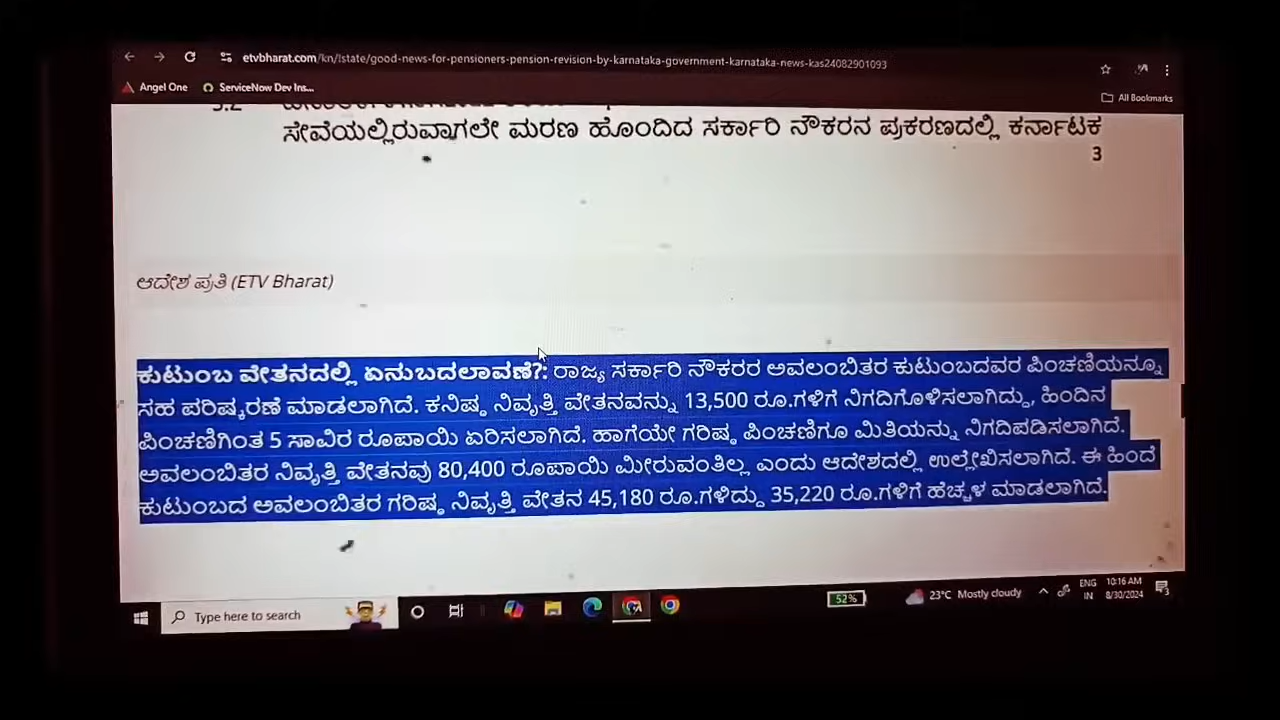 etvbharat.com/kn/!state/good-news-for-pensioners-pension-revision-by-karnataka-government-karnataka-news-kas24082901093
Angel One ServiceNow Dev Ins...
All Bookmarks
ಸೇವೆಯಲ್ಲಿರುವಾಗಲೇ ಮರಣ ಹೊಂದಿದ ಸರ್ಕಾರಿ ನೌಕರನ ಪ್ರಕರಣದಲ್ಲಿ ಕರ್ನಾಟಕ
3
ಆದೇಶ ಪ್ರತಿ (ETV Bharat)
ಕುಟುಂಬ ವೇತನದಲ್ಲಿ ಏನುಬದಲಾವಣೆ?: ರಾಜ್ಯ ಸರ್ಕಾರಿ ನೌಕರರ ಅವಲಂಬಿತರ ಕುಟುಂಬದವರ ಪಿಂಚಣಿಯನ್ನೂ
ಸಹ ಪರಿಷ್ಕರಣೆ ಮಾಡಲಾಗಿದೆ. ಕನಿಷ್ಠ ನಿವೃತ್ತಿ ವೇತನವನ್ನು 13,500 ರೂ.ಗಳಿಗೆ ನಿಗದಿಗೊಳಿಸಲಾಗಿದ್ದು, ಹಿಂದಿನ
ಪಿಂಚಣಿಗಿಂತ 5 ಸಾವಿರ ರೂಪಾಯಿ ಏರಿಸಲಾಗಿದೆ. ಹಾಗೆಯೇ ಗರಿಷ್ಠ ಪಿಂಚಣಿಗೂ ಮಿತಿಯನ್ನು ನಿಗದಿಪಡಿಸಲಾಗಿದೆ.
ಅವಲಂಬಿತರ ನಿವೃತ್ತಿ ವೇತನವು 80,400 ರೂಪಾಯಿ ಮೀರುವಂತಿಲ್ಲ ಎಂದು ಆದೇಶದಲ್ಲಿ ಉಲ್ಲೇಖಿಸಲಾಗಿದೆ. ಈ ಹಿಂದೆ
ಕುಟುಂಬದ ಅವಲಂಬಿತರ ಗರಿಷ್ಠ ನಿವೃತ್ತಿ ವೇತನ 45,180 ರೂ.ಗಳಿದ್ದು 35,220 ರೂ.ಗಳಿಗೆ ಹೆಚ್ಚಳ ಮಾಡಲಾಗಿದೆ.
Type here to search
52%
23°C Mostly cloudy
ENG
IN
10:16 AM
8/30/2024